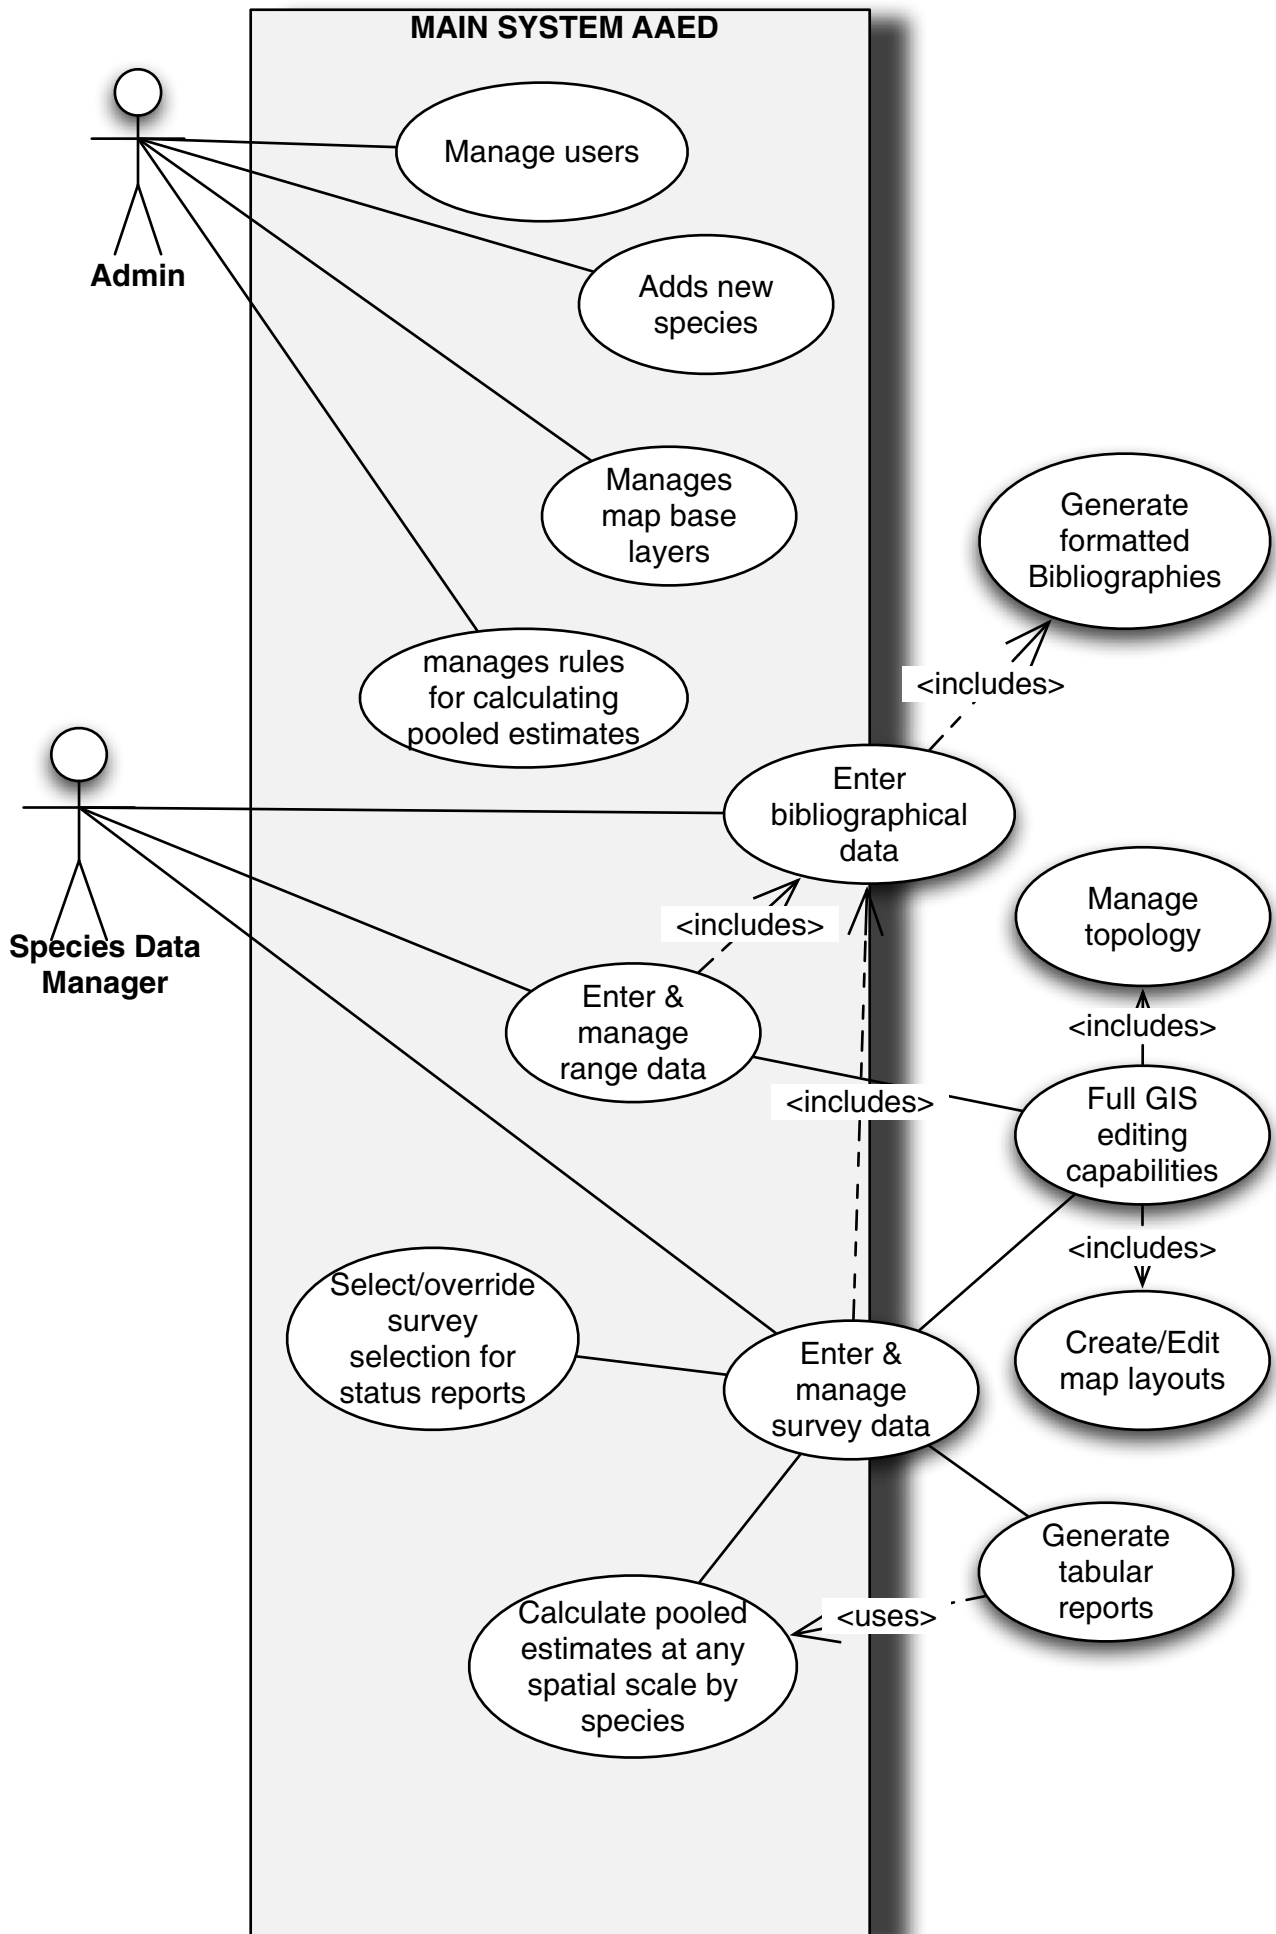 MAIN SYSTEM AAED
Manage users
Admin
Adds new
species
Manages
map base
layers
Generate
formatted
Bibliographies
manages rules
for calculating
pooled estimates
<includes>
Enter
bibliographical
data
Species Data
Manager
<includes>
Manage
topology
Enter &
manage
range data
<includes>
<includes>
Full GIS
editing
capabilities
<includes>
Select/override
survey
selection for
status reports
Enter &
manage
survey data
Create/Edit
map layouts
Generate
tabular
reports
<uses>
Calculate pooled
estimates at any
spatial scale by
species